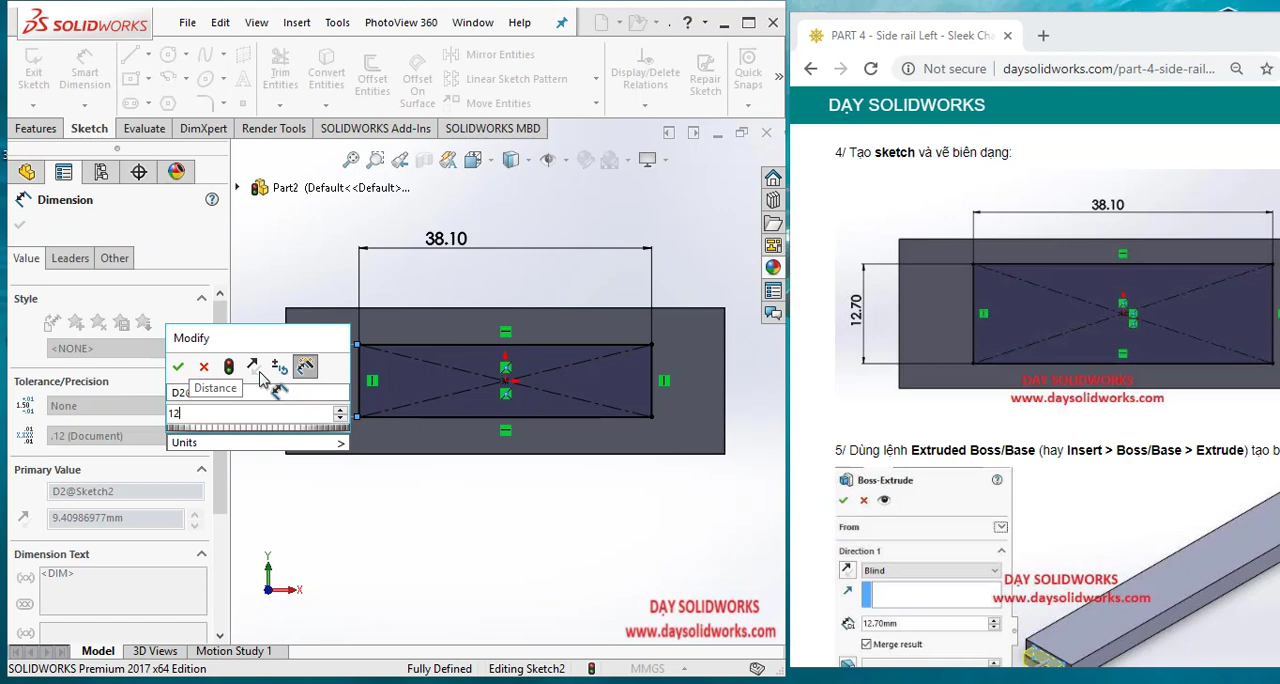 SOLIDWORKS
File Edit View Insert Tools PhotoView 360 Window Help
Exit Sketch
Smart Dimension
Trim Entities
Convert Entities
Offset Entities
Offset On Surface
Mirror Entities
Linear Sketch Pattern
Move Entities
Display/Delete Relations
Repair Sketch
Quick Snaps
Features Sketch Evaluate DimXpert Render Tools SOLIDWORKS Add-Ins SOLIDWORKS MBD
Part2 (Default<<Default>...
Dimension
Value Leaders Other
Style
<NONE>
Tolerance/Precision
None
.12 (Document)
Primary Value
D2@Sketch2
9.40986977mm
Dimension Text
<DIM>
Modify
Distance
D2@
12
Units
38.10
Y
X
DẠY SOLIDWORKS
www.daysolidworks.com
Model 3D Views Motion Study 1
SOLIDWORKS Premium 2017 x64 Edition Fully Defined Editing Sketch2 MMGS
PART 4 - Side rail Left - Sleek Cha
Not secure daysolidworks.com/part-4-side-rail...
DẠY SOLIDWORKS
4/ Tạo sketch và vẽ biên dạng:
38.10
12.70
DẠY SOLIDWORKS
www.daysolidworks.com
5/ Dùng lệnh Extruded Boss/Base (hay Insert > Boss/Base > Extrude) tạo b
Boss-Extrude
From
Direction 1
Blind
12.70mm
Merge result
DẠY SOLIDWORKS
www.daysolidworks.com